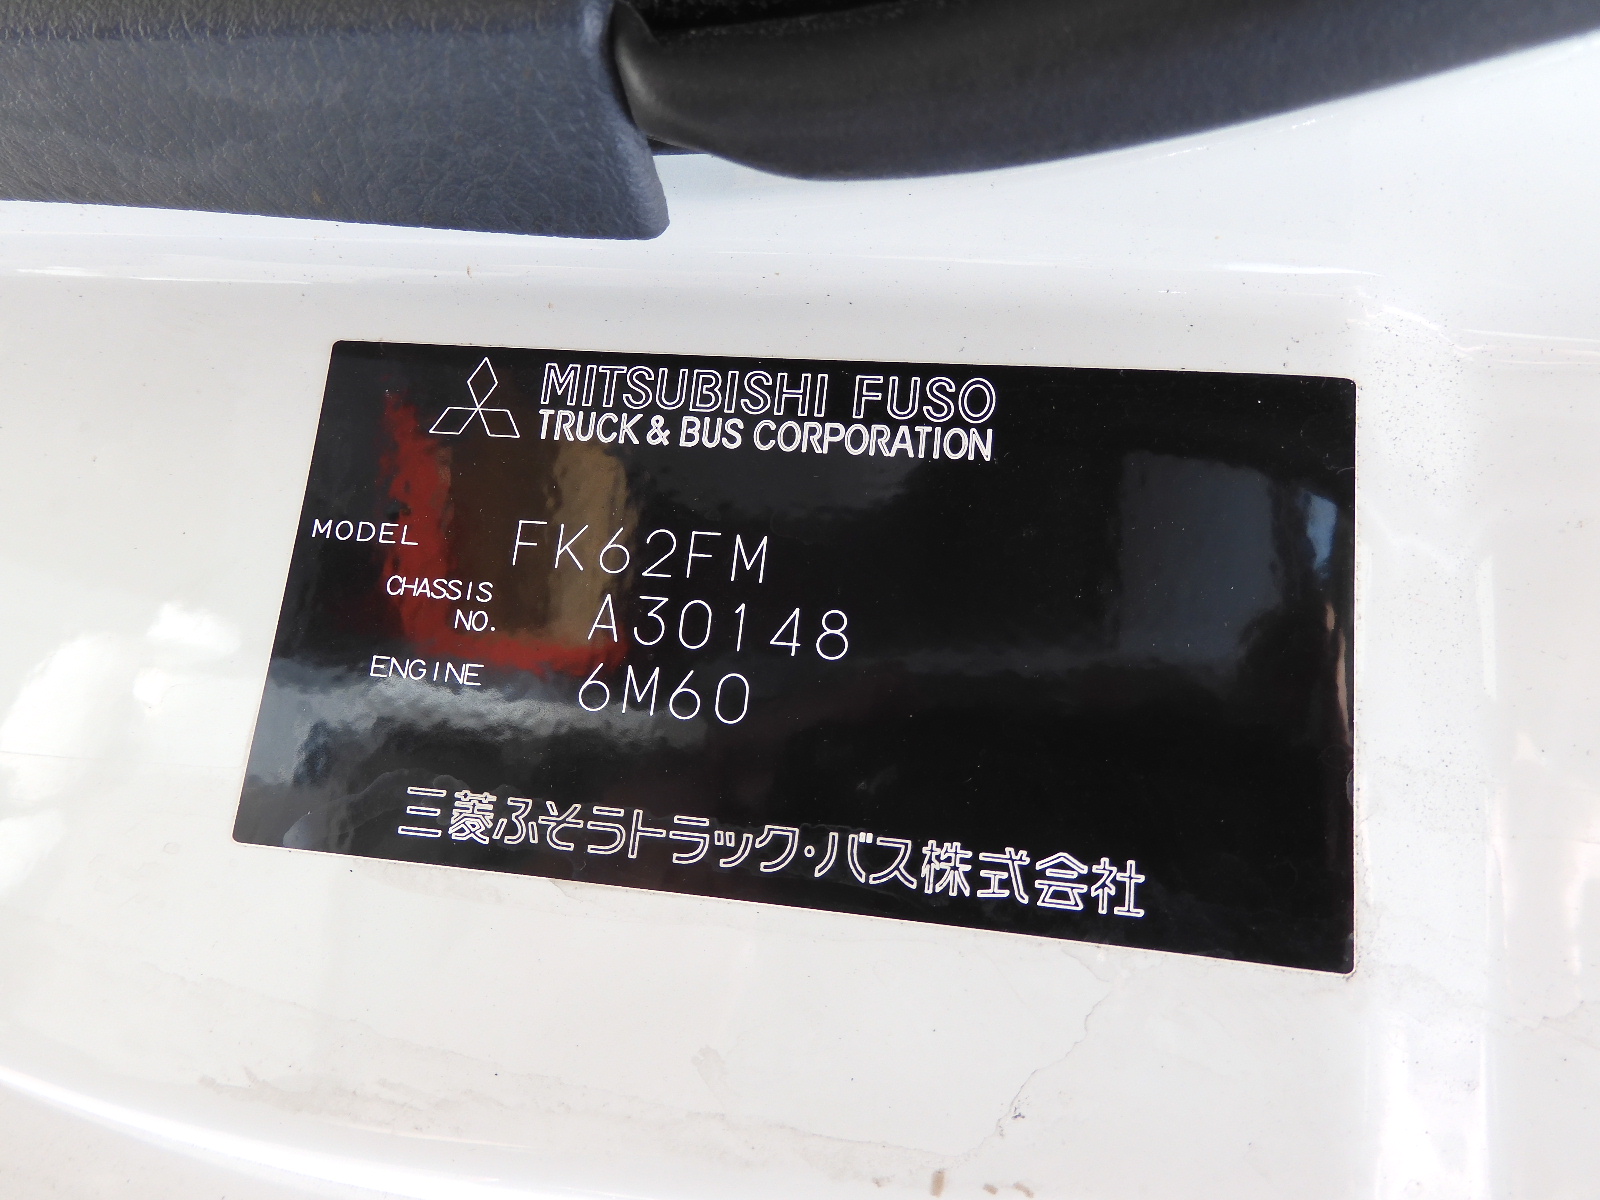 MITSUBISHI FUSO
TRUCK & BUS CORPORATION
MODEL FK62FM
CHASSIS
NO. A30148
ENGINE 6M60
三菱ふそうトラック・バス株式会社